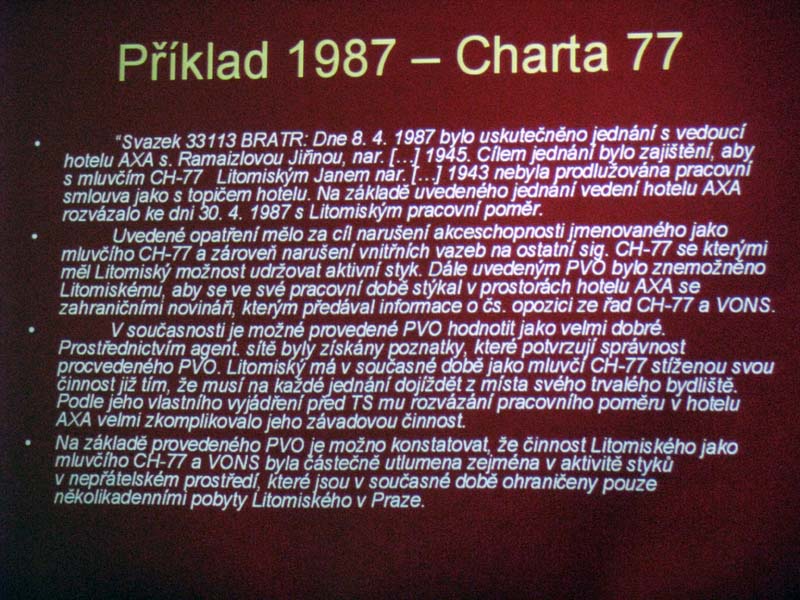 Příklad 1987 – Charta 77
• “Svazek 33113 BRATR: Dne 8. 4. 1987 bylo uskutečněno jednání s vedoucí
hotelu AXA s. Ramaizlovou Jiřinou, nar. [...] 1945. Cílem jednání bylo zajištění, aby
s mluvčím CH-77 Litomiským Janem nar. [...] 1943 nebyla prodlužována pracovní
smlouva jako s topičem hotelu. Na základě uvedeného jednání vedení hotelu AXA
rozvázalo ke dni 30. 4. 1987 s Litomiským pracovní poměr.
• Uvedené opatření mělo za cíl narušení akceschopnosti jmenovaného jako
mluvčího CH-77 a zároveň narušení vnitřních vazeb na ostatní sig. CH-77 se kterými
měl Litomiský možnost udržovat aktivní styk. Dále uvedeným PVO bylo znemožněno
Litomiskému, aby se ve své pracovní době stýkal v prostorách hotelu AXA se
zahraničními novináři, kterým předával informace o čs. opozici ze řad CH-77 a VONS.
• V současnosti je možné provedené PVO hodnotit jako velmi dobré.
Prostřednictvím agent. sítě byly získány poznatky, které potvrzují správnost
procvedeného PVO. Litomiský má v současné době jako mluvčí CH-77 stíženou svou
činnost již tím, že musí na každé jednání dojíždět z místa svého trvalého bydliště.
Podle jeho vlastního vyjádření před TS mu rozvázání pracovního poměru v hotelu
AXA velmi zkomplikovalo jeho závadovou činnost.
• Na základě provedeného PVO je možno konstatovat, že činnost Litomiského jako
mluvčího CH-77 a VONS byla částečně utlumena zejména v aktivitě styků
v nepřátelském prostředí, které jsou v současné době ohraničeny pouze
několikadenními pobyty Litomiského v Praze.